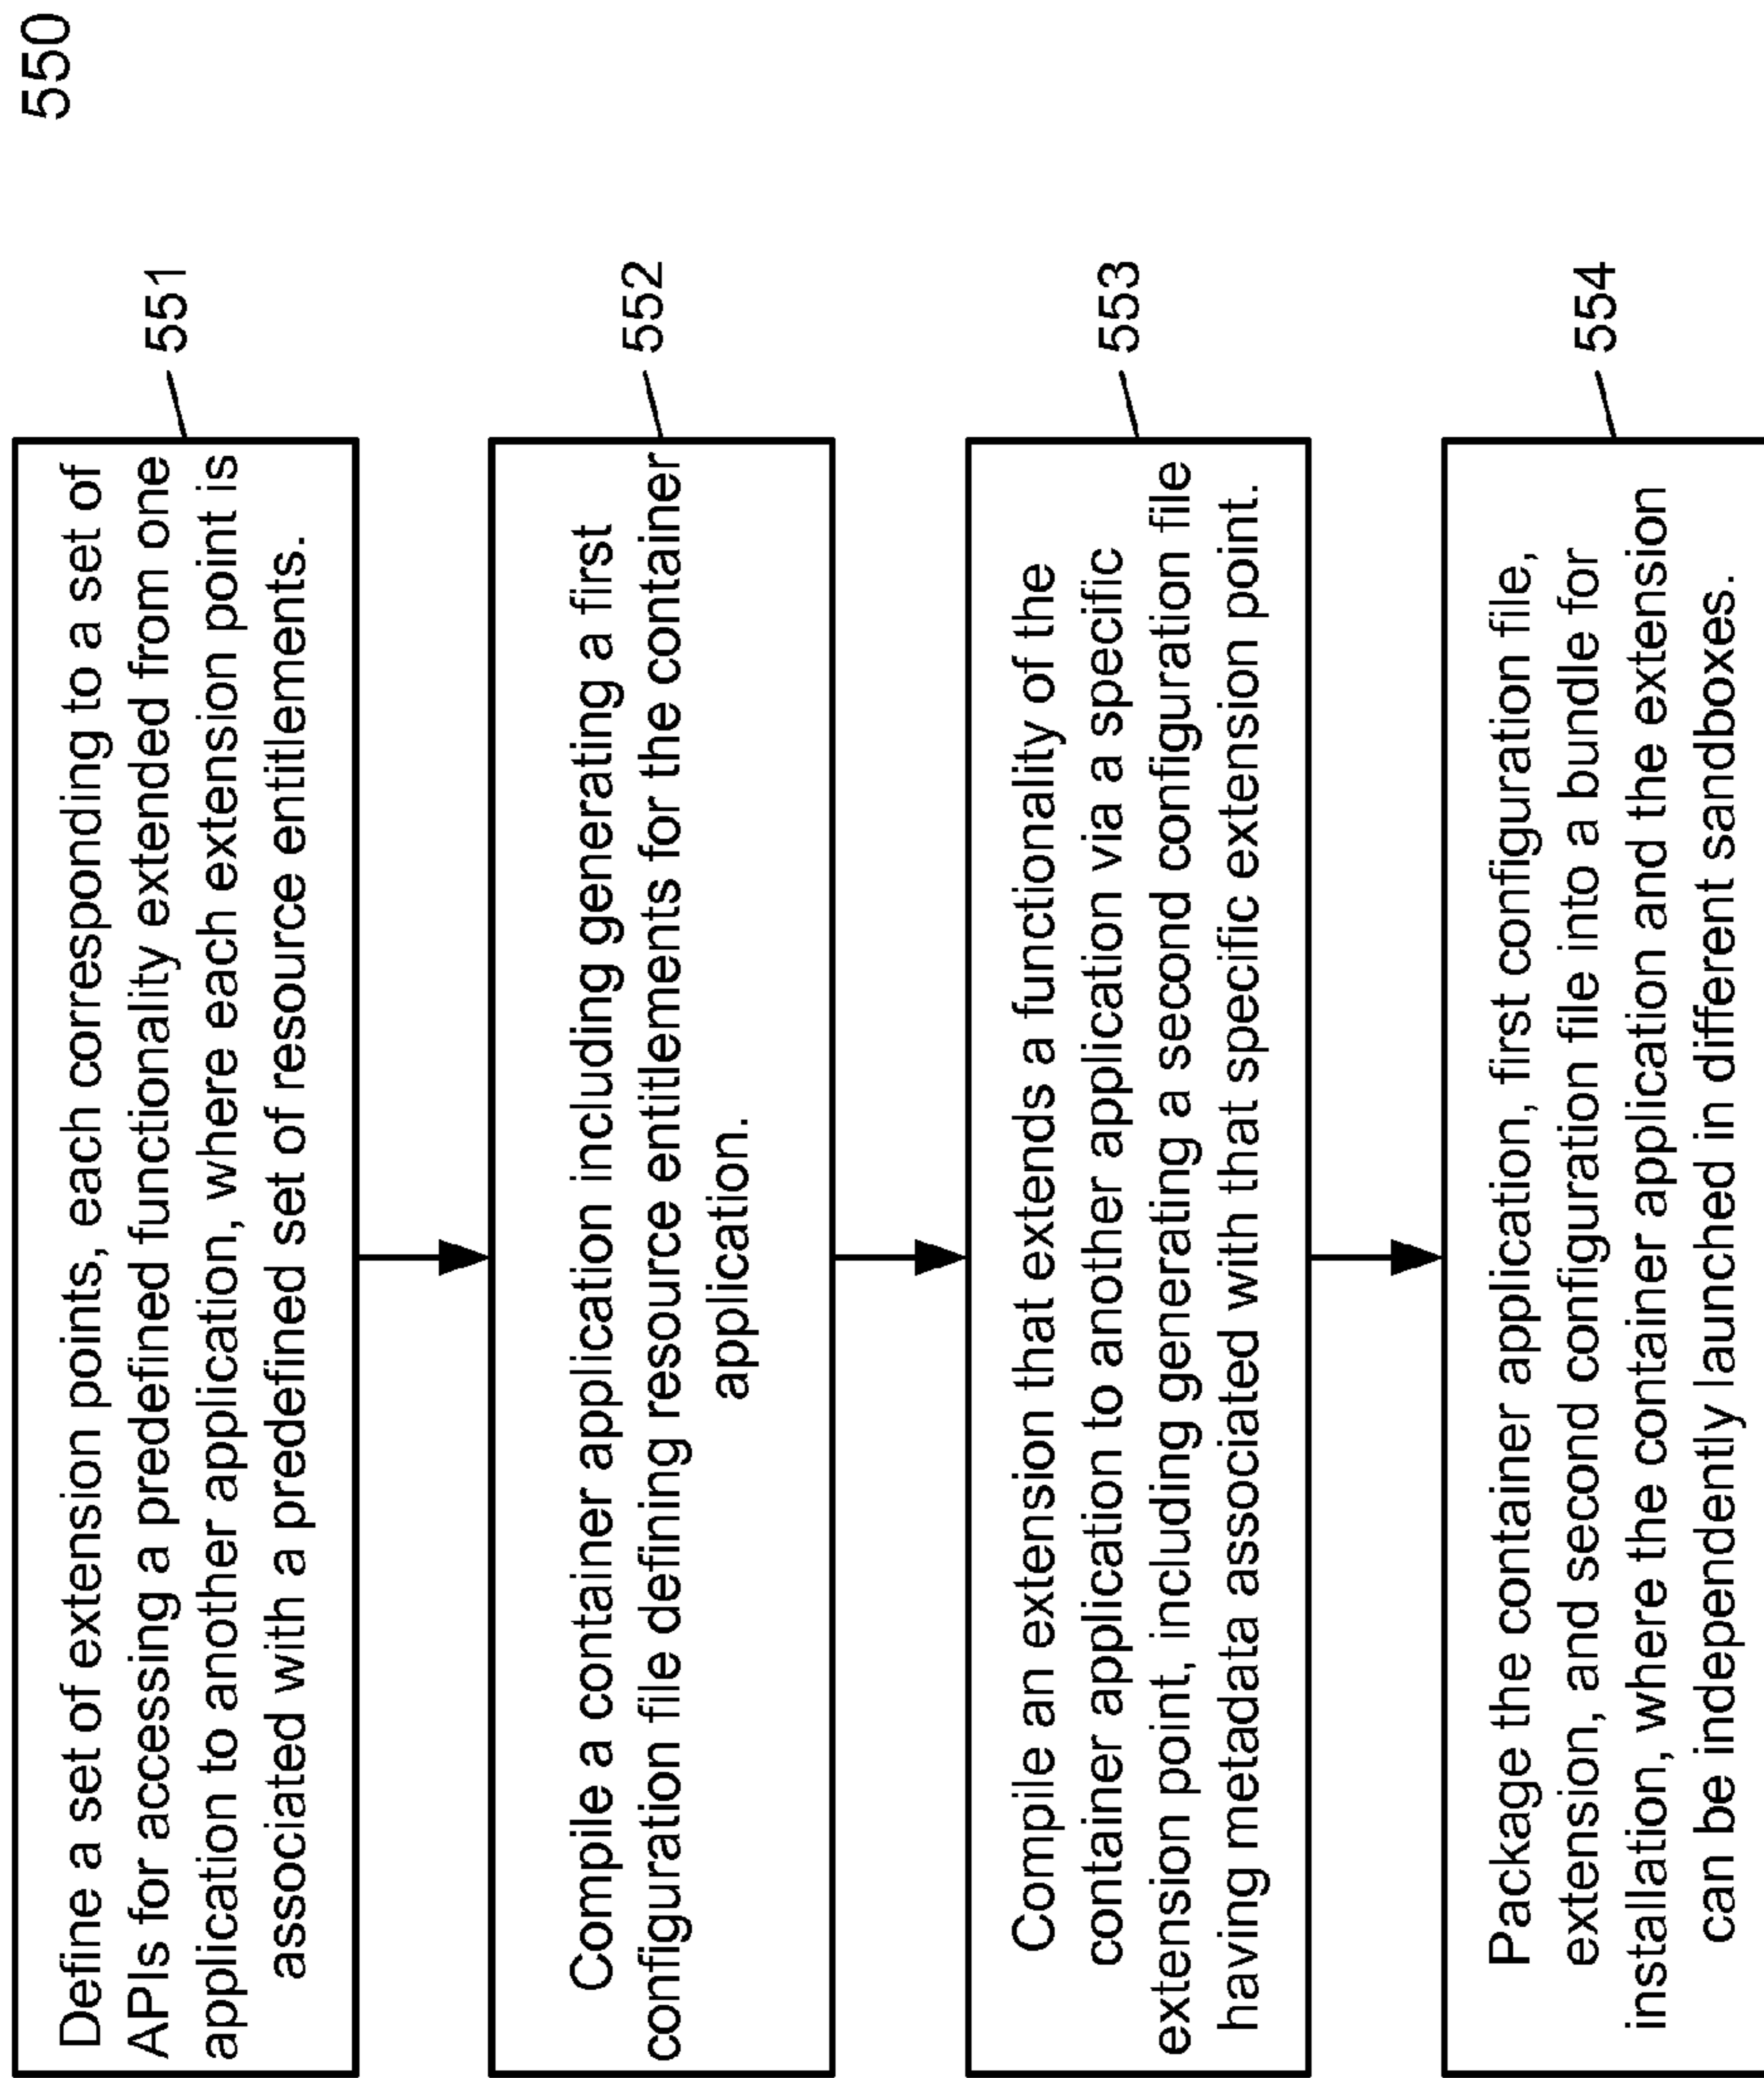 550
Define a set of extension points, each corresponding to a set of
APIs for accessing a predefined functionality extended from one
application to another application, where each extension point is
associated with a predefined set of resource entitlements.
551
Compile a container application including generating a first
configuration file defining resource entitlements for the container
application.
552
Compile an extension that extends a functionality of the
container application to another application via a specific
extension point, including generating a second configuration file
having metadata associated with that specific extension point.
553
Package the container application, first configuration file,
extension, and second configuration file into a bundle for
installation, where the container application and the extension
can be independently launched in different sandboxes.
554